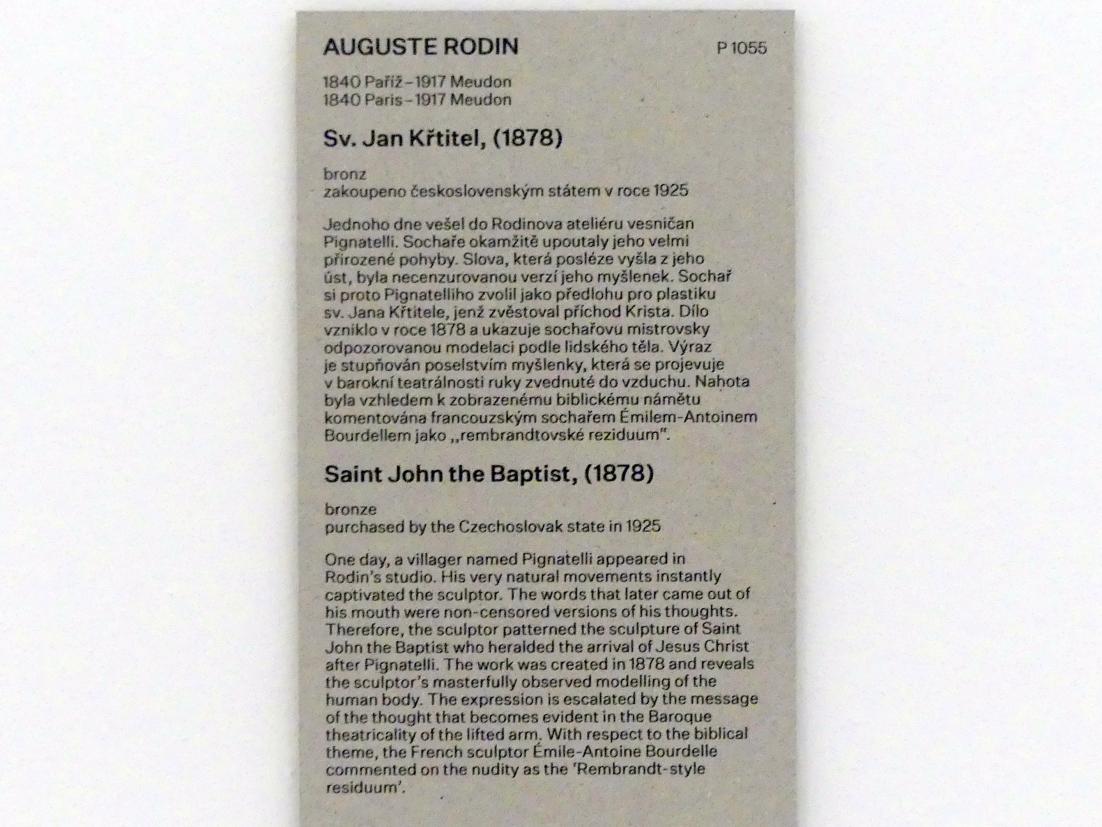 AUGUSTE RODIN P 1055
1840 Paříž – 1917 Meudon
1840 Paris – 1917 Meudon
Sv. Jan Křtitel, (1878)
bronz
zakoupeno československým státem v roce 1925
Jednoho dne vešel do Rodinova ateliéru vesničan
Pignatelli. Sochaře okamžitě upoutaly jeho velmi
přirozené pohyby. Slova, která posléze vyšla z jeho
úst, byla necenzurovanou verzí jeho myšlenek. Sochař
si proto Pignatelliho zvolil jako předlohu pro plastiku
sv. Jana Křtitele, jenž zvěstoval příchod Krista. Dílo
vzniklo v roce 1878 a ukazuje sochařovu mistrovsky
odpozorovanou modelaci podle lidského těla. Výraz
je stupňován poselstvím myšlenky, která se projevuje
v barokní teatrálnosti ruky zvednuté do vzduchu. Nahota
byla vzhledem k zobrazenému biblickému námětu
komentována francouzským sochařem Émilem-Antoinem
Bourdellem jako „rembrandtovské reziduum“.
Saint John the Baptist, (1878)
bronze
purchased by the Czechoslovak state in 1925
One day, a villager named Pignatelli appeared in
Rodin's studio. His very natural movements instantly
captivated the sculptor. The words that later came out of
his mouth were non-censored versions of his thoughts.
Therefore, the sculptor patterned the sculpture of Saint
John the Baptist who heralded the arrival of Jesus Christ
after Pignatelli. The work was created in 1878 and reveals
the sculptor's masterfully observed modelling of the
human body. The expression is escalated by the message
of the thought that becomes evident in the Baroque
theatricality of the lifted arm. With respect to the biblical
theme, the French sculptor Émile-Antoine Bourdelle
commented on the nudity as the 'Rembrandt-style
residuum'.